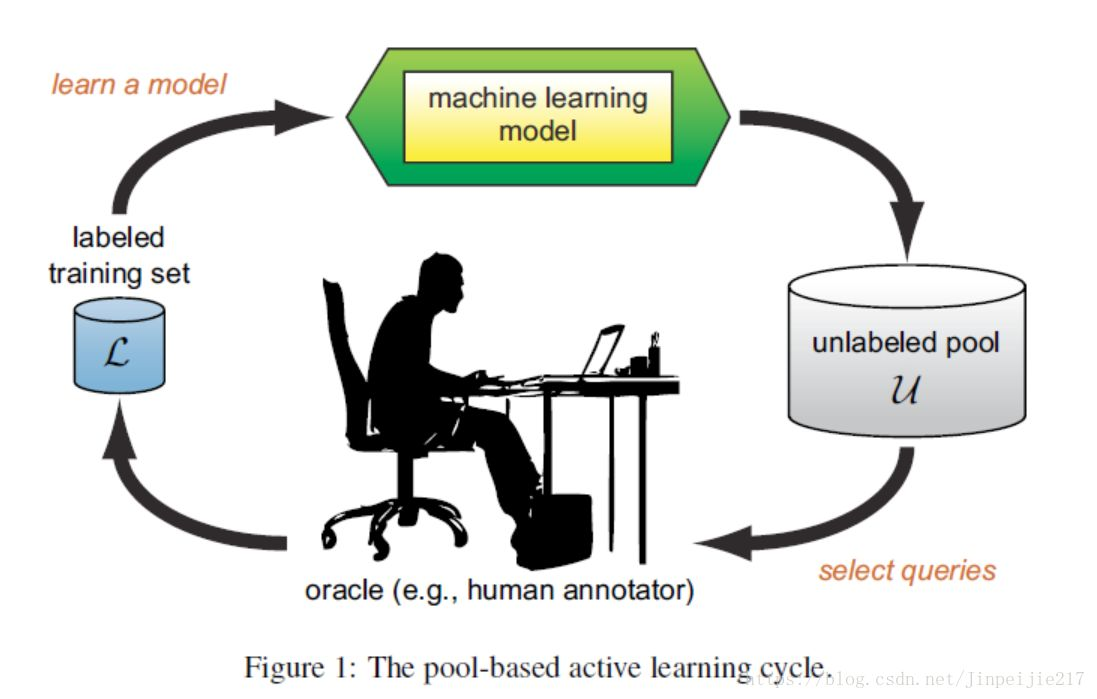 learn a model
machine learning
model
labeled
training set
ℒ
unlabeled pool
𝒰
select queries
oracle (e.g., human annotator)
Figure 1: The pool-based active learning cycle.
https://blog.csdn.net/Jinpeijie217